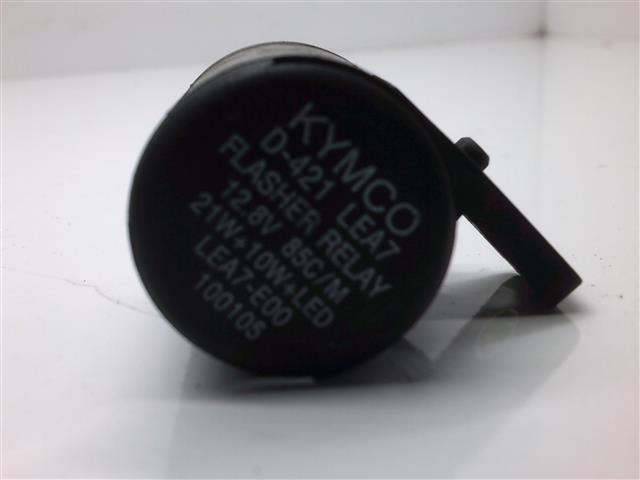 KYMCO
D-421 LEA7
FLASHER RELAY
12.8V 85C/M
21W+10W+LED
LEA7-E00
100105